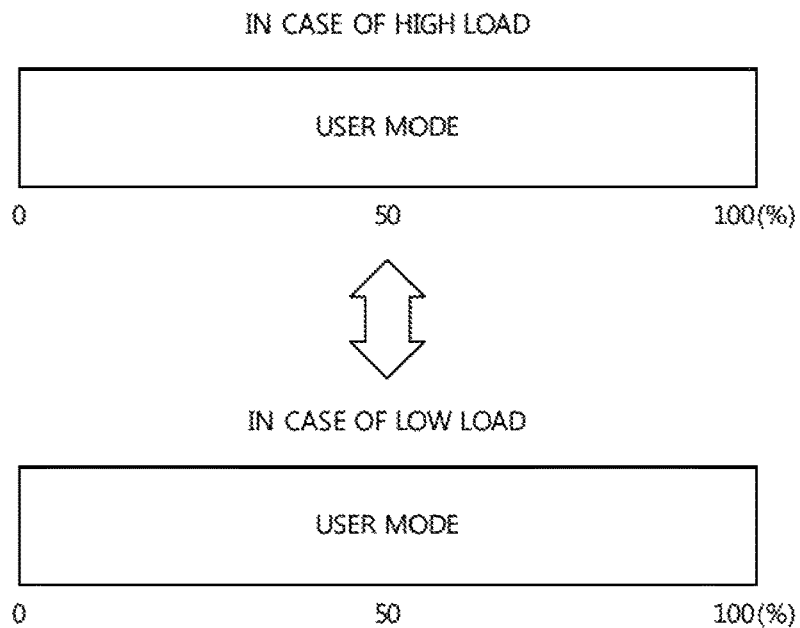 IN CASE OF HIGH LOAD
USER MODE
0 50 100(%)
IN CASE OF LOW LOAD
USER MODE
0 50 100(%)